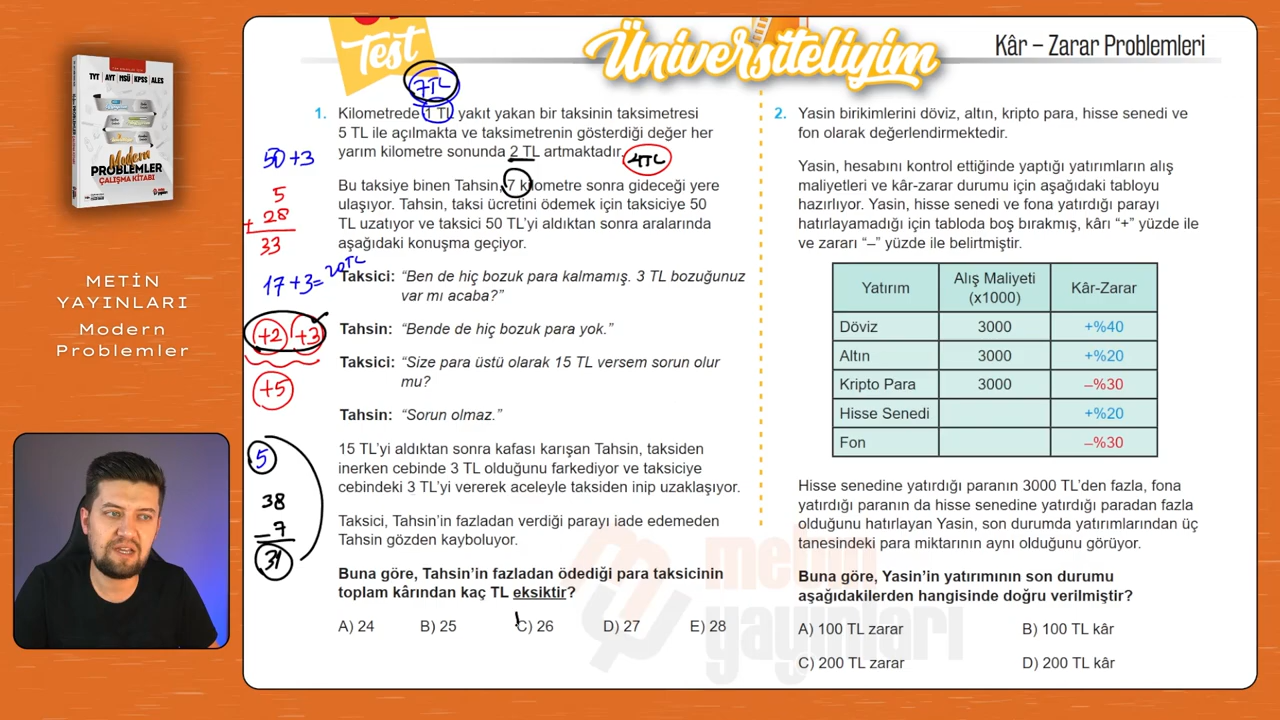 TYT AYT MSÜ KPSS ALES
Modern
PROBLEMLER
ÇALIŞMA KİTABI
METİN
YAYINLARI
Modern
Problemler
Test
Üniversiteliyim
Kâr – Zarar Problemleri
7TL
1. Kilometrede 1 TL yakıt yakan bir taksinin taksimetresi
5 TL ile açılmakta ve taksimetrenin gösterdiği değer her
yarım kilometre sonunda 2 TL artmaktadır.
4TL
Bu taksiye binen Tahsin, 7 kilometre sonra gideceği yere
ulaşıyor. Tahsin, taksi ücretini ödemek için taksiciye 50
TL uzatıyor ve taksici 50 TL'yi aldıktan sonra aralarında
aşağıdaki konuşma geçiyor.
Taksici: “Ben de hiç bozuk para kalmamış. 3 TL bozuğunuz
var mı acaba?”
Tahsin: “Bende de hiç bozuk para yok.”
Taksici: “Size para üstü olarak 15 TL versem sorun olur
mu?
Tahsin: “Sorun olmaz.”
15 TL'yi aldıktan sonra kafası karışan Tahsin, taksiden
inerken cebinde 3 TL olduğunu farkediyor ve taksiciye
cebindeki 3 TL'yi vererek aceleyle taksiden inip uzaklaşıyor.
Taksici, Tahsin'in fazladan verdiği parayı iade edemeden
Tahsin gözden kayboluyor.
Buna göre, Tahsin'in fazladan ödediği para taksicinin
toplam kârından kaç TL eksiktir?
A) 24 B) 25 C) 26 D) 27 E) 28
50+3
5
+ 28
33
17+3=20TL
+2 +3
+5
5
38
– 7
31
2. Yasin birikimlerini döviz, altın, kripto para, hisse senedi ve
fon olarak değerlendirmektedir.
Yasin, hesabını kontrol ettiğinde yaptığı yatırımların alış
maliyetleri ve kâr-zarar durumu için aşağıdaki tabloyu
hazırlıyor. Yasin, hisse senedi ve fona yatırdığı parayı
hatırlayamadığı için tabloda boş bırakmış, kârı “+” yüzde ile
ve zararı “–” yüzde ile belirtmiştir.
Yatırım Alış Maliyeti (x1000) Kâr-Zarar
Döviz 3000 +%40
Altın 3000 +%20
Kripto Para 3000 –%30
Hisse Senedi +%20
Fon –%30
Hisse senedine yatırdığı paranın 3000 TL'den fazla, fona
yatırdığı paranın da hisse senedine yatırdığı paradan fazla
olduğunu hatırlayan Yasin, son durumda yatırımlarından üç
tanesindeki para miktarının aynı olduğunu görüyor.
Buna göre, Yasin'in yatırımının son durumu
aşağıdakilerden hangisinde doğru verilmiştir?
A) 100 TL zarar B) 100 TL kâr
C) 200 TL zarar D) 200 TL kâr
metin
yayınları